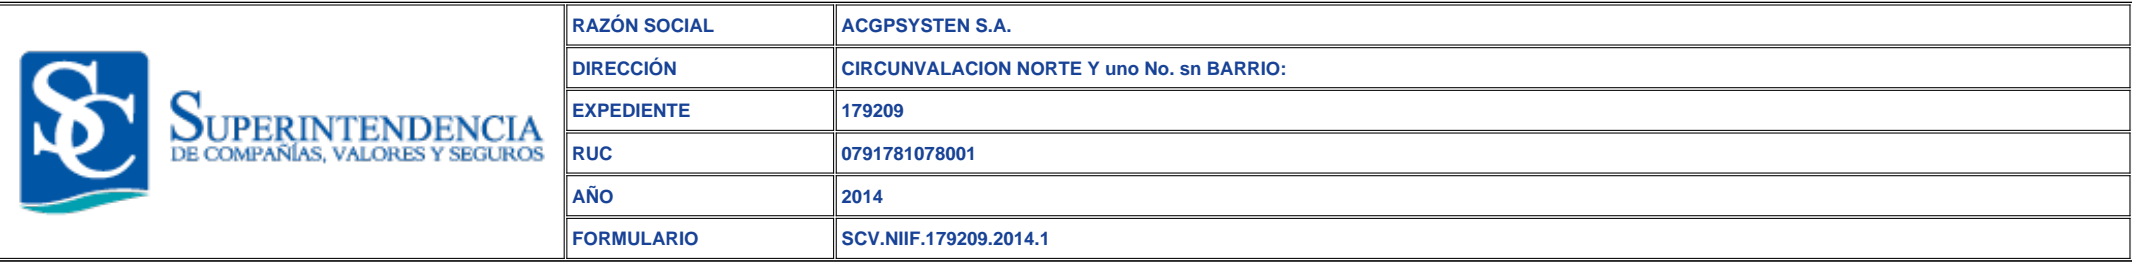 SC
SUPERINTENDENCIA
DE COMPAÑÍAS, VALORES Y SEGUROS
RAZÓN SOCIAL ACGPSYSTEN S.A.
DIRECCIÓN CIRCUNVALACION NORTE Y uno No. sn BARRIO:
EXPEDIENTE 179209
RUC 0791781078001
AÑO 2014
FORMULARIO SCV.NIIF.179209.2014.1